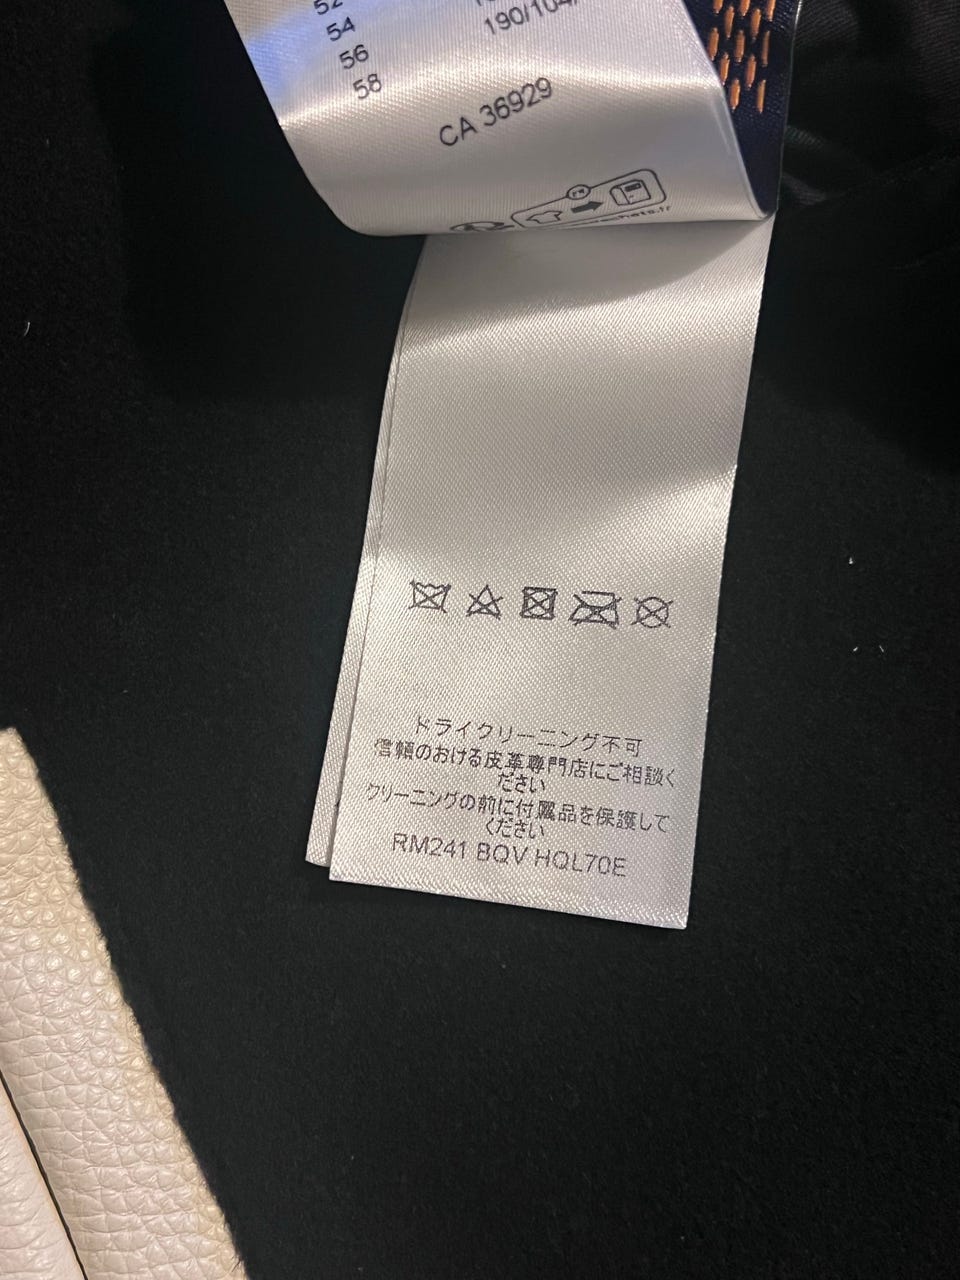 54
56
58
190/104/
CA 36929
ドライクリーニング不可
信頼のおける皮革専門店にご相談く
ださい
クリーニングの前に付属品を保護して
ください
RM241 BQV HQL70E